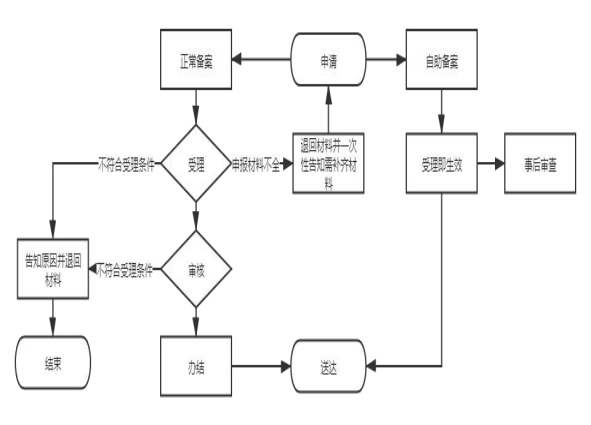 正常备案
申请
自助备案
不符合受理条件
受理
申报材料不全
退回材料并一次
性告知需补齐材
料
受理即生效
事后审查
告知原因并退回
材料
不符合受理条件
审核
结束
办结
送达